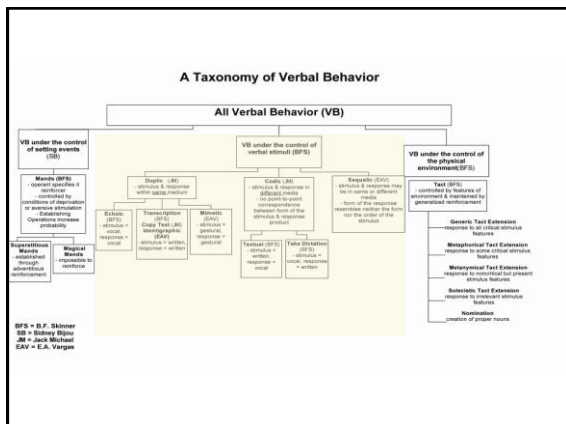 A Taxonomy of Verbal Behavior
All Verbal Behavior (VB)
VB under the control
of setting events
(SB)
Mands (BFS)
- operant specifies it
reinforcer
- controlled by
conditions of deprivation
or aversive stimulation
- Establishing
Operations increase
probability
Superstitious
Mands
- established
through
adventitious
reinforcement
Magical
Mands
- impossible to
reinforce
VB under the control of
verbal stimuli (BFS)
Duplic (JM)
- stimulus & response
within same medium
Echoic
(BFS)
- stimulus =
vocal,
response =
vocal
Transcription
(BFS)
Copy Text (JM)
Identigraphic
(EAV)
- stimulus = written,
response = written
Mimetic
(EAV)
- stimulus =
gestural,
response =
gestural
Codic (JM)
- stimulus & response in
different media
- no point-to-point
correspondence
between form of the
stimulus & response
product
Textual (BFS)
- stimulus =
written,
response =
vocal
Take Dictation
(BFS)
- stimulus =
vocal, response
= written
Sequelic (EAV)
- stimulus & response may
be in same or different
media
- form of the response
resembles neither the form
nor the order of the
stimulus
VB under the control of
the physical
environment(BFS)
Tact (BFS)
- controlled by features of
environment & maintained by
generalized reinforcement
Generic Tact Extension
response to all critical stimulus
features
Metaphorical Tact Extension
response to some critical stimulus
features
Metanymical Tact Extension
response to noncritical but present
stimulus features
Solecistic Tact Extension
response to irrelevant stimulus
features
Nomination
creation of proper nouns
BFS = B.F. Skinner
SB = Sidney Bijou
JM = Jack Michael
EAV = E.A. Vargas